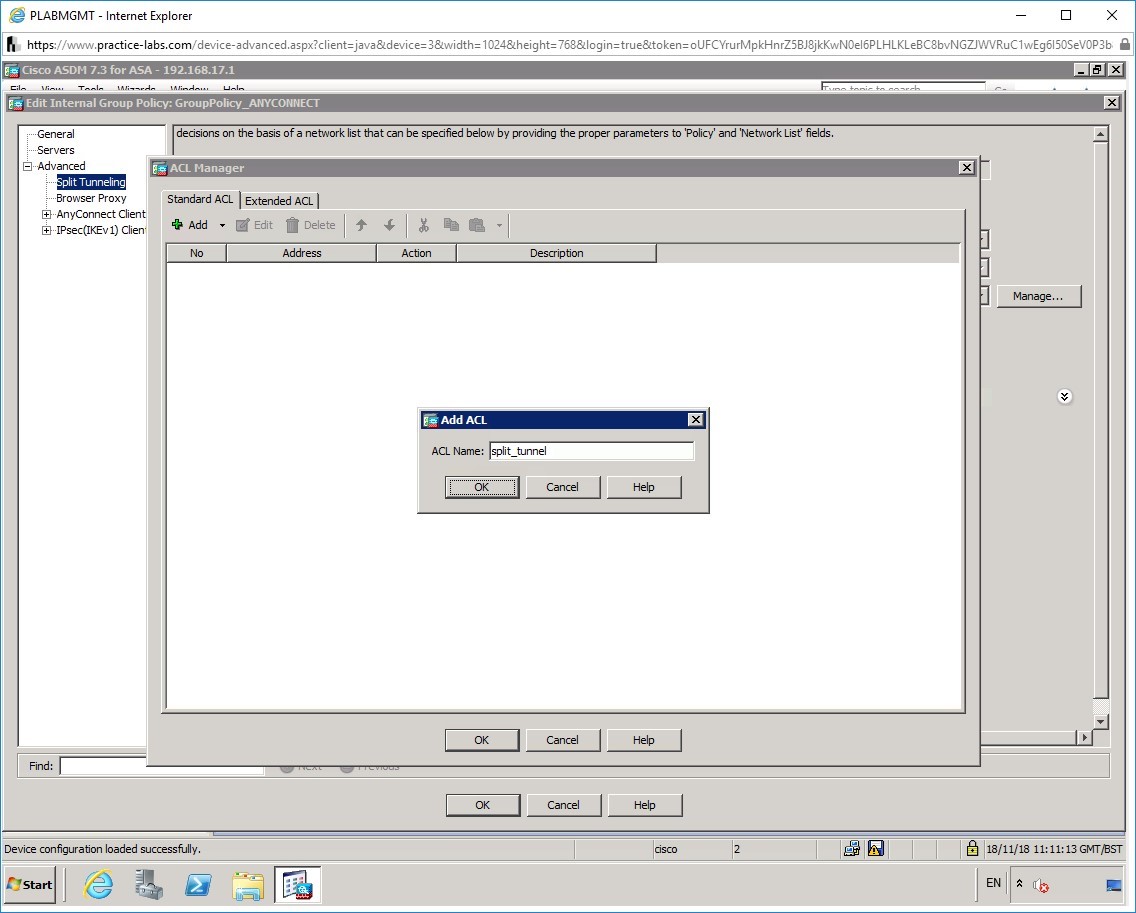 PLABMGMT - Internet Explorer
https://www.practice-labs.com/device-advanced.aspx?client=java&device=3&width=1024&height=768&login=true&token=oUFCYrurMpkHnrZ5BJ8jkKwN0eI6PLHLKLeBC8bvNGZJWVRuC1wEg6I50SeV0P3b
Cisco ASDM 7.3 for ASA - 192.168.17.1
File View Tools Wizards Window Help
Type topic to search Go
Edit Internal Group Policy: GroupPolicy_ANYCONNECT
General
Servers
Advanced
Split Tunneling
Browser Proxy
AnyConnect Client
IPsec(IKEv1) Client
decisions on the basis of a network list that can be specified below by providing the proper parameters to 'Policy' and 'Network List' fields.
Manage...
ACL Manager
Standard ACL Extended ACL
Add Edit Delete
No Address Action Description
Add ACL
ACL Name: split_tunnel
OK Cancel Help
OK Cancel Help
Find: Next Previous
OK Cancel Help
Device configuration loaded successfully. cisco 2 18/11/18 11:11:13 GMT/BST
Start EN